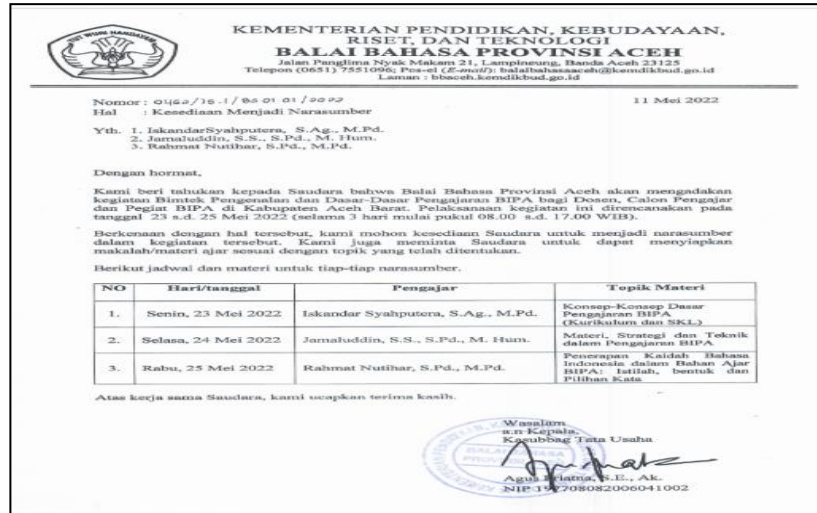 KEMENTERIAN PENDIDIKAN, KEBUDAYAAN,
RISET, DAN TEKNOLOGI
BALAI BAHASA PROVINSI ACEH
Jalan Panglima Nyak Makam 21, Lampineung, Banda Aceh 23125
Telepon (0651) 7551096; Pos-el (E-mail): balaibahasaaceh@kemdikbud.go.id
Laman : bbaceh.kemdikbud.go.id
TUT WURI HANDAYANI
Nomor : /2022
11 Mei 2022
Hal : Kesediaan Menjadi Narasumber
Yth. 1. IskandarSyahputera, S.Ag., M.Pd.
2. Jamaluddin, S.S., S.Pd., M. Hum.
3. Rahmat Nutihar, S.Pd., M.Pd.
Dengan hormat,
Kami beri tahukan kepada Saudara bahwa Balai Bahasa Provinsi Aceh akan mengadakan
kegiatan Bimtek Pengenalan dan Dasar-Dasar Pengajaran BIPA bagi Dosen, Calon Pengajar
dan Pegiat BIPA di Kabupaten Aceh Barat. Pelaksanaan kegiatan ini direncanakan pada
tanggal 23 s.d. 25 Mei 2022 (selama 3 hari mulai pukul 08.00 s.d. 17.00 WIB).
Berkenaan dengan hal tersebut, kami mohon kesediaan Saudara untuk menjadi narasumber
dalam kegiatan tersebut. Kami juga meminta Saudara untuk dapat menyiapkan
makalah/materi ajar sesuai dengan topik yang telah ditentukan.
Berikut jadwal dan materi untuk tiap-tiap narasumber.
NO Hari/tanggal Pengajar Topik Materi
1. Senin, 23 Mei 2022 Iskandar Syahputera, S.Ag., M.Pd. Konsep-Konsep Dasar
Pengajaran BIPA
(Kurikulum dan SKL)
2. Selasa, 24 Mei 2022 Jamaluddin, S.S., S.Pd., M. Hum. Materi, Strategi dan Teknik
dalam Pengajaran BIPA
3. Rabu, 25 Mei 2022 Rahmat Nutihar, S.Pd., M.Pd. Penerapan Kaidah Bahasa
Indonesia dalam Bahan Ajar
BIPA: Istilah, bentuk dan
Pilihan Kata
Atas kerja sama Saudara, kami ucapkan terima kasih.
Wasalam
a.n Kepala,
Kasubbag Tata Usaha
BALAI BAHASA
Agus Priatna, S.E., Ak.
NIP 197708082006041002